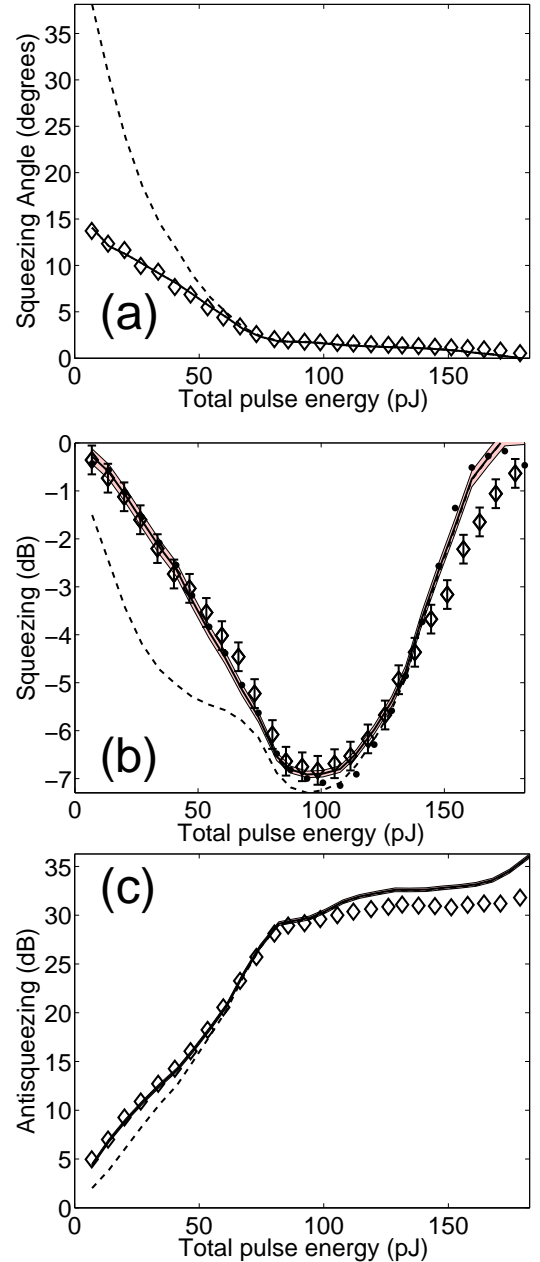 35
30
25
20
15
10
5
0
Squeezing Angle (degrees)
(a)
0 50 100 150
Total pulse energy (pJ)
0
−1
−2
−3
−4
−5
−6
−7
Squeezing (dB)
(b)
0 50 100 150
Total pulse energy (pJ)
35
30
25
20
15
10
5
0
Antisqueezing (dB)
(c)
0 50 100 150
Total pulse energy (pJ)